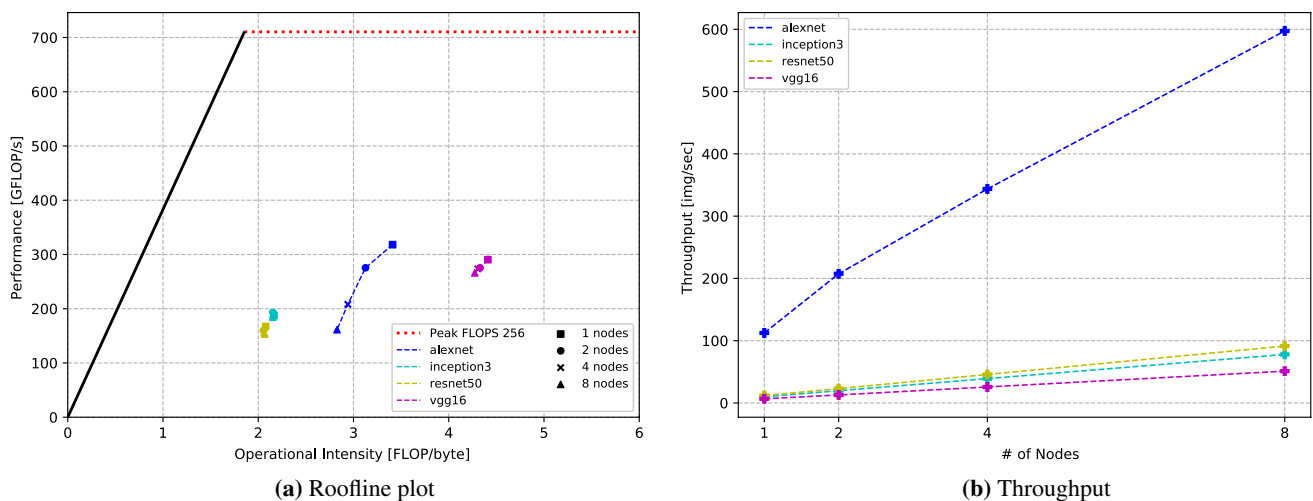 700
600
500
400
300
200
100
0
Performance [GFLOP/s]
Peak FLOPS 256
alexnet
inception3
resnet50
vgg16
1 nodes
2 nodes
4 nodes
8 nodes
0 1 2 3 4 5 6
Operational Intensity [FLOP/byte]
(a) Roofline plot
600
500
400
300
200
100
0
Throughput [img/sec]
alexnet
inception3
resnet50
vgg16
1 2 4 8
# of Nodes
(b) Throughput